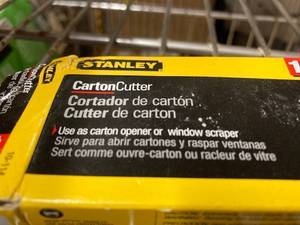 STANLEY
CartonCutter
Cortador de cartón
Cutter de carton
Use as carton opener or window scraper
Sirve para abrir cartones y raspar ventanas
Sert comme ouvre-carton ou racleur de vitre